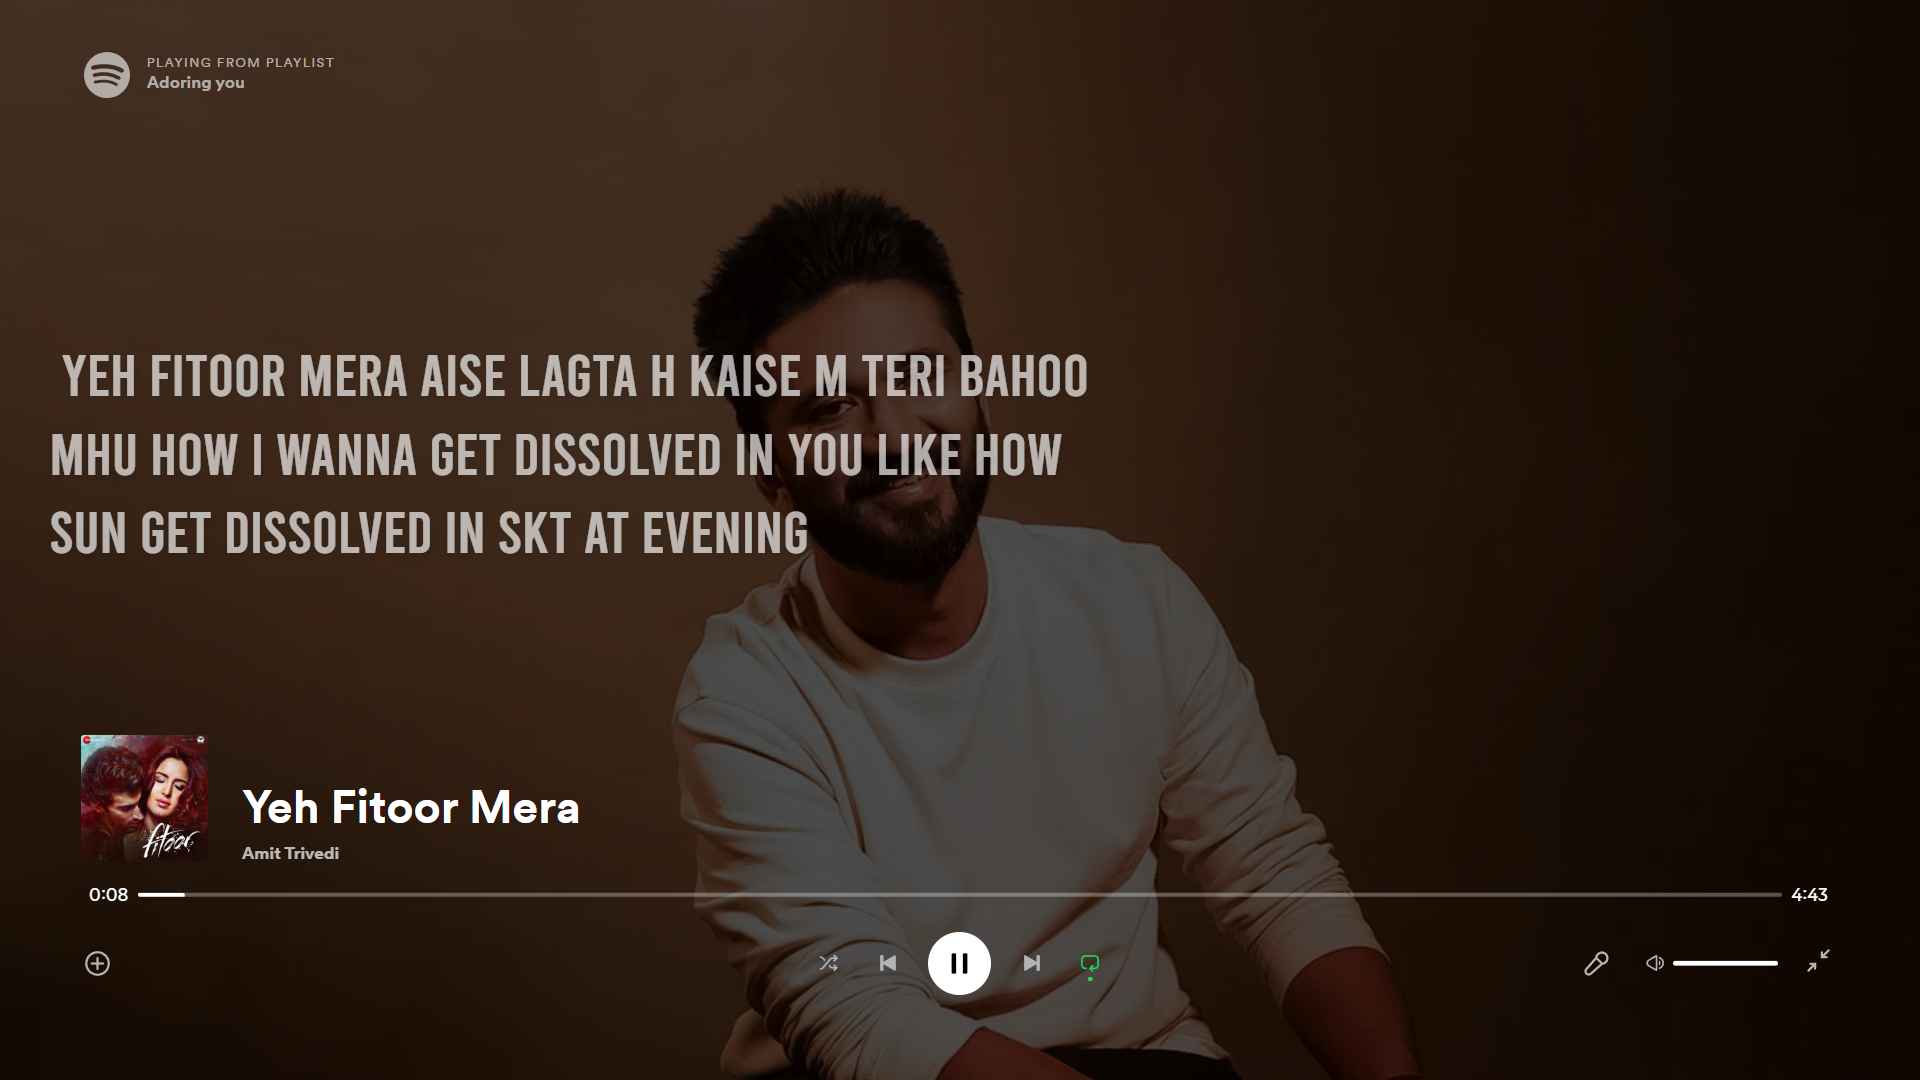 PLAYING FROM PLAYLIST
Adoring you
YEH FITOOR MERA AISE LAGTA H KAISE M TERI BAHOO
MHU HOW I WANNA GET DISSOLVED IN YOU LIKE HOW
SUN GET DISSOLVED IN SKT AT EVENING
fitoor
Yeh Fitoor Mera
Amit Trivedi
0:08
4:43